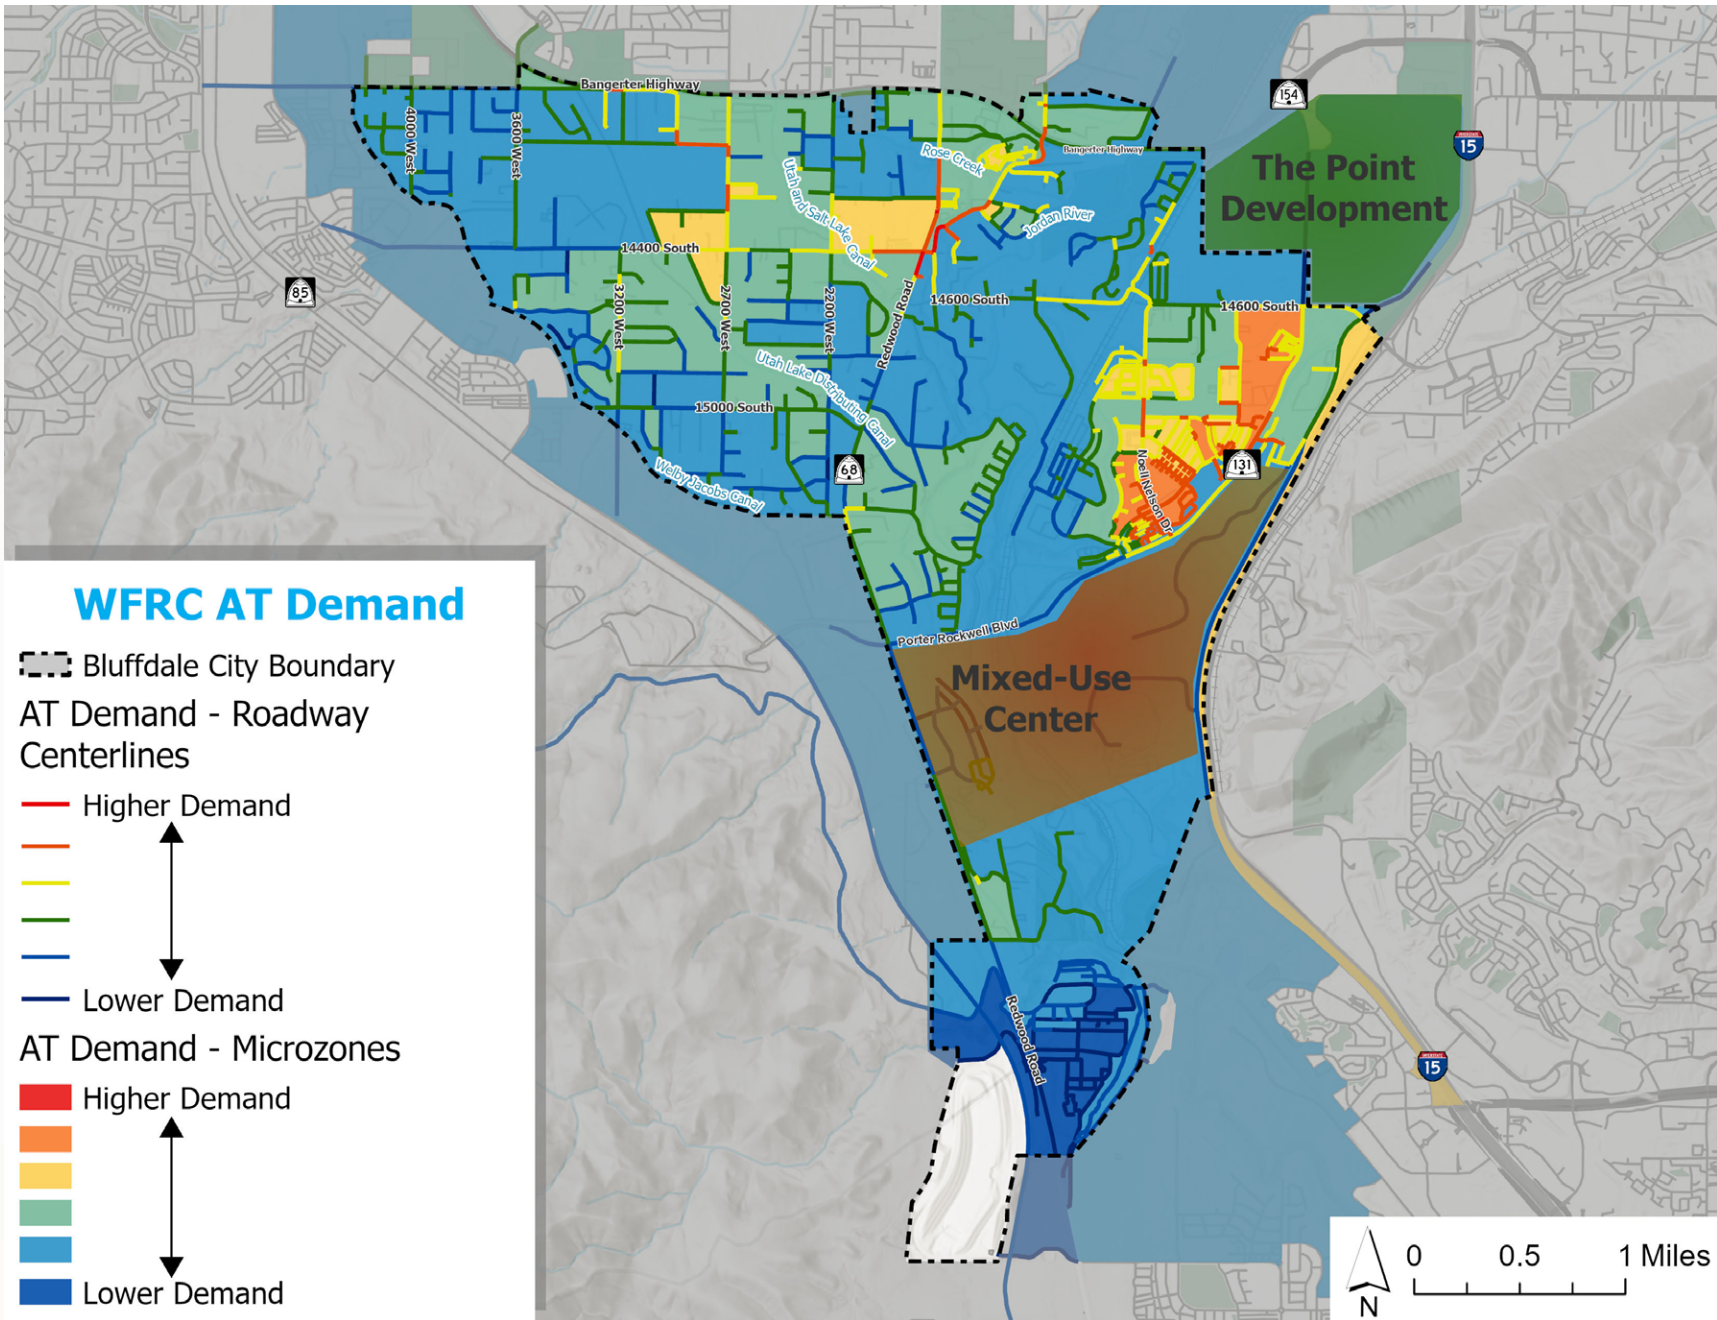 Bangerter Highway
154
15
4000 West
3600 West
Rose Creek
Bangerter Highway
The Point
Development
Utah and Salt Lake Canal
Jordan River
14400 South
85
3200 West
2700 West
2200 West
Redwood Road
14600 South
14600 South
Utah Lake Distributing Canal
15000 South
68
131
Noell Nelson Dr
Welby Jacobs Canal
Porter Rockwell Blvd
Mixed-Use
Center
Redwood Road
15
WFRC AT Demand
Bluffdale City Boundary
AT Demand - Roadway
Centerlines
Higher Demand
Lower Demand
AT Demand - Microzones
Higher Demand
Lower Demand
0 0.5 1 Miles
N